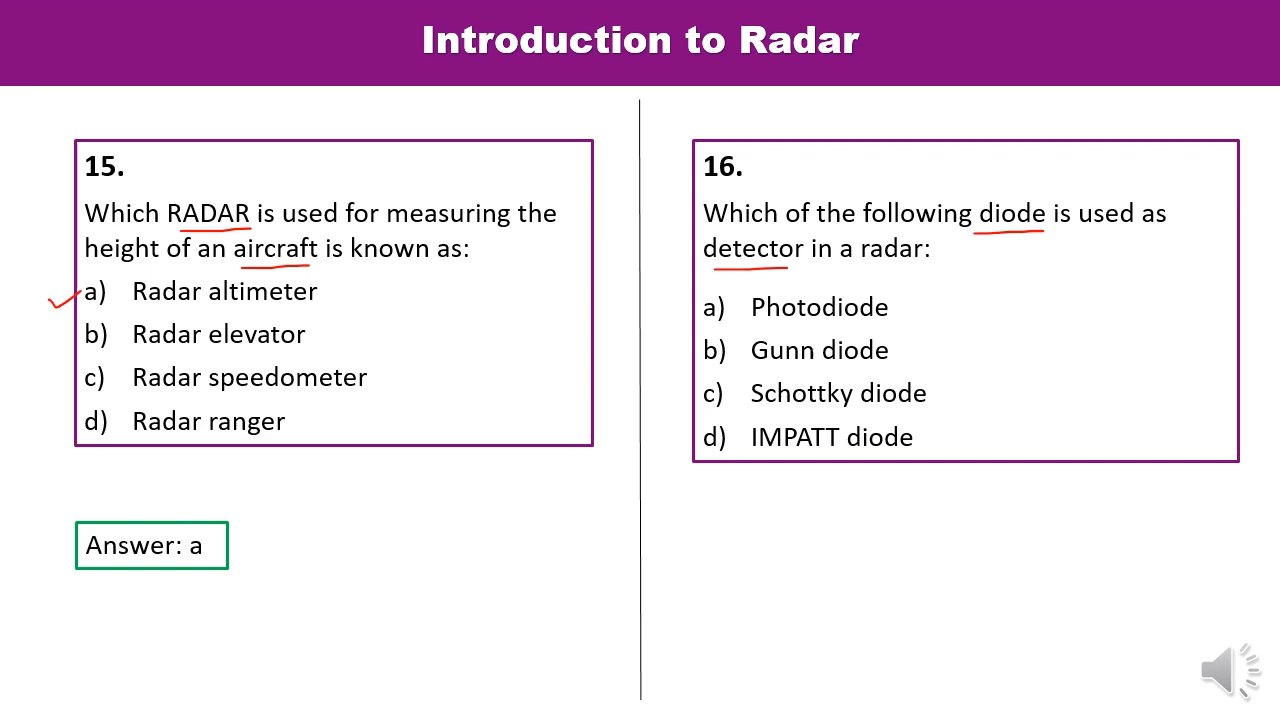 Introduction to Radar
15.
Which RADAR is used for measuring the
height of an aircraft is known as:
a) Radar altimeter
b) Radar elevator
c) Radar speedometer
d) Radar ranger
Answer: a
16.
Which of the following diode is used as
detector in a radar:
a) Photodiode
b) Gunn diode
c) Schottky diode
d) IMPATT diode